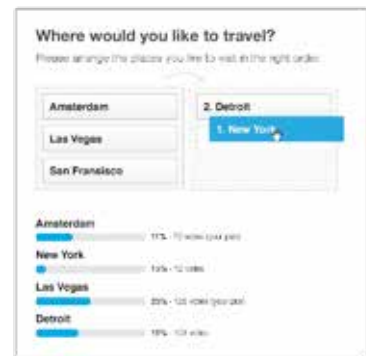 Where would you like to travel?
Please arrange the places you like to visit in the right order.
Amsterdam
Las Vegas
San Fransisco
2. Detroit
1. New York
Amsterdam
New York
Las Vegas
Detroit